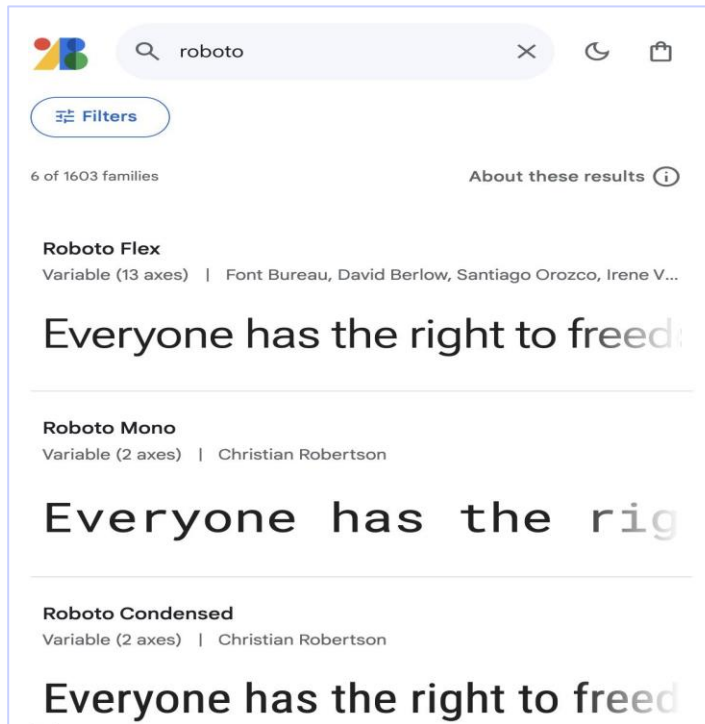 roboto
Filters
6 of 1603 families
About these results
Roboto Flex
Variable (13 axes) | Font Bureau, David Berlow, Santiago Orozco, Irene V...
Everyone has the right to freed
Roboto Mono
Variable (2 axes) | Christian Robertson
Everyone has the rig
Roboto Condensed
Variable (2 axes) | Christian Robertson
Everyone has the right to freed